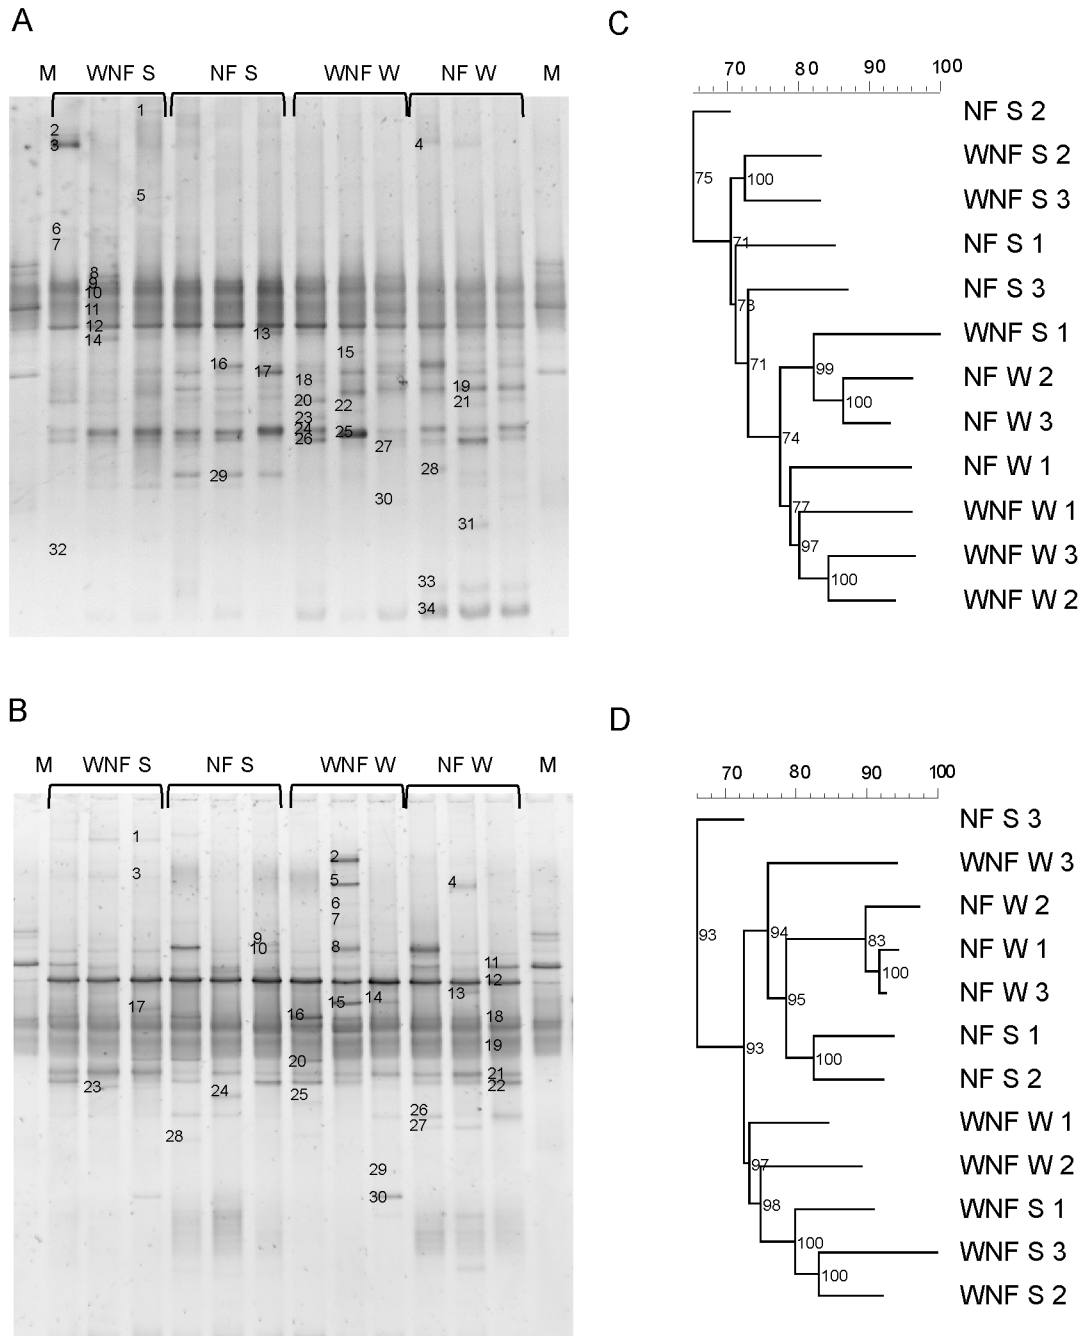 A
M WNF S NF S WNF W NF W M
1
2
3
4
5
6
7
8
9
10
11
12
13
14
15
16
17
18
19
20
21
22
23
24
25
26
27
28
29
30
31
32
33
34
C
70 80 90 100
NF S 2
WNF S 2
75
100
WNF S 3
71
NF S 1
NF S 3
73
WNF S 1
71
99
NF W 2
100
NF W 3
74
NF W 1
77
WNF W 1
97
WNF W 3
100
WNF W 2
B
M WNF S NF S WNF W NF W M
1
2
3
4
5
6
7
8
9
10
11
12
13
14
15
16
17
18
19
20
21
22
23
24
25
26
27
28
29
30
D
70 80 90 100
NF S 3
WNF W 3
NF W 2
93
94
83
NF W 1
100
NF W 3
95
NF S 1
93
100
NF S 2
WNF W 1
97
WNF W 2
98
WNF S 1
100
WNF S 3
100
WNF S 2